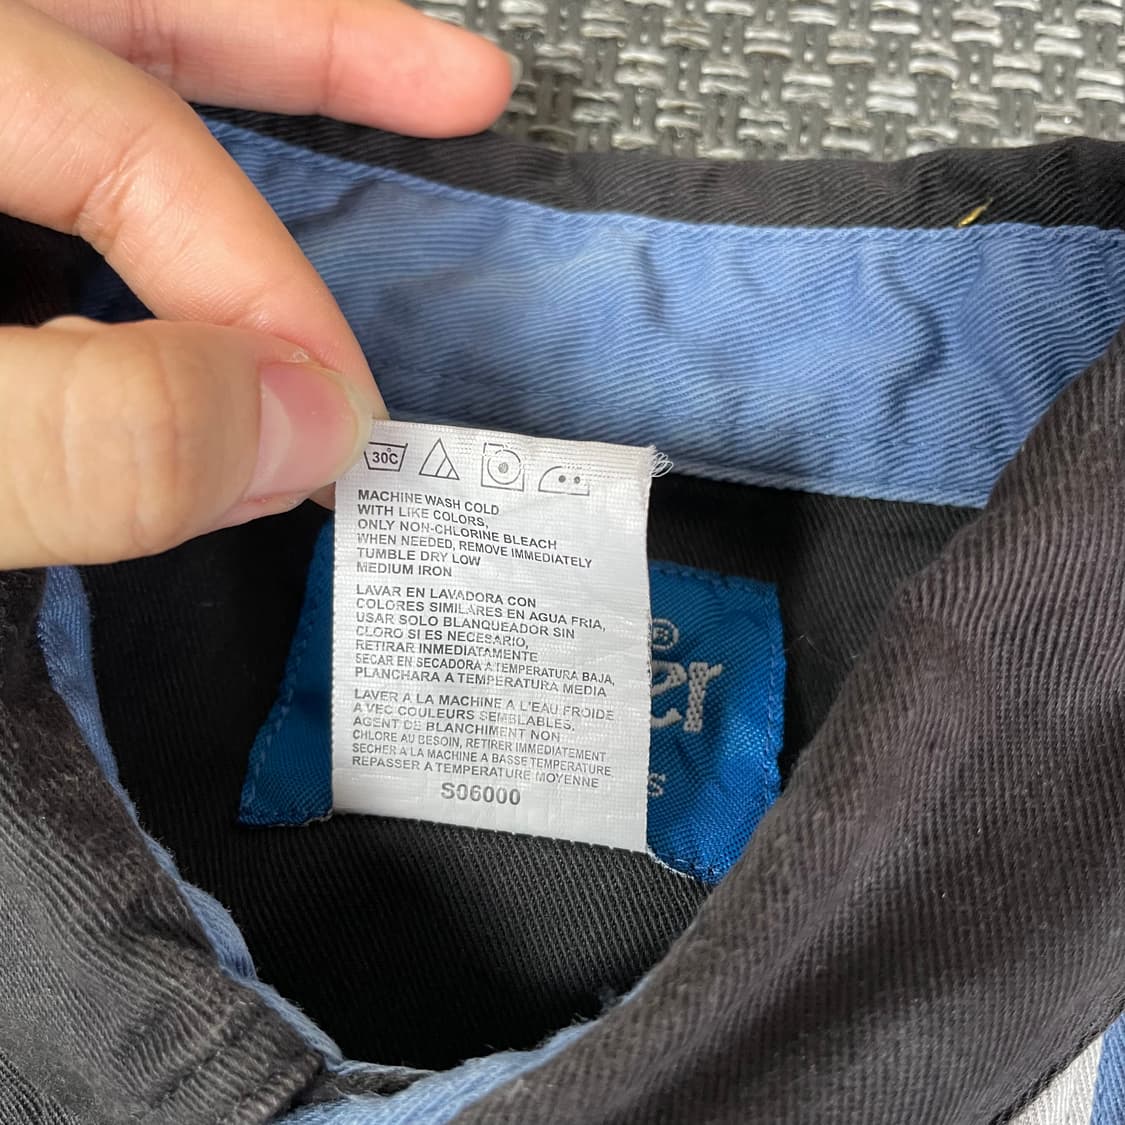 30°C
MACHINE WASH COLD
WITH LIKE COLORS,
ONLY NON-CHLORINE BLEACH
WHEN NEEDED, REMOVE IMMEDIATELY
TUMBLE DRY LOW
MEDIUM IRON
LAVAR EN LAVADORA CON
COLORES SIMILARES EN AGUA FRIA,
USAR SOLO BLANQUEADOR SIN
CLORO SI ES NECESARIO,
RETIRAR INMEDIATAMENTE
SECAR EN SECADORA A TEMPERATURA BAJA,
PLANCHAR A TEMPERATURA MEDIA
LAVER A LA MACHINE A L'EAU FROIDE
AVEC COULEURS SEMBLABLES,
AGENT DE BLANCHIMENT NON
CHLORE AU BESOIN, RETIRER IMMEDIATEMENT
SECHER A LA MACHINE A BASSE TEMPERATURE,
REPASSER A TEMPERATURE MOYENNE
S06000
®
er
s